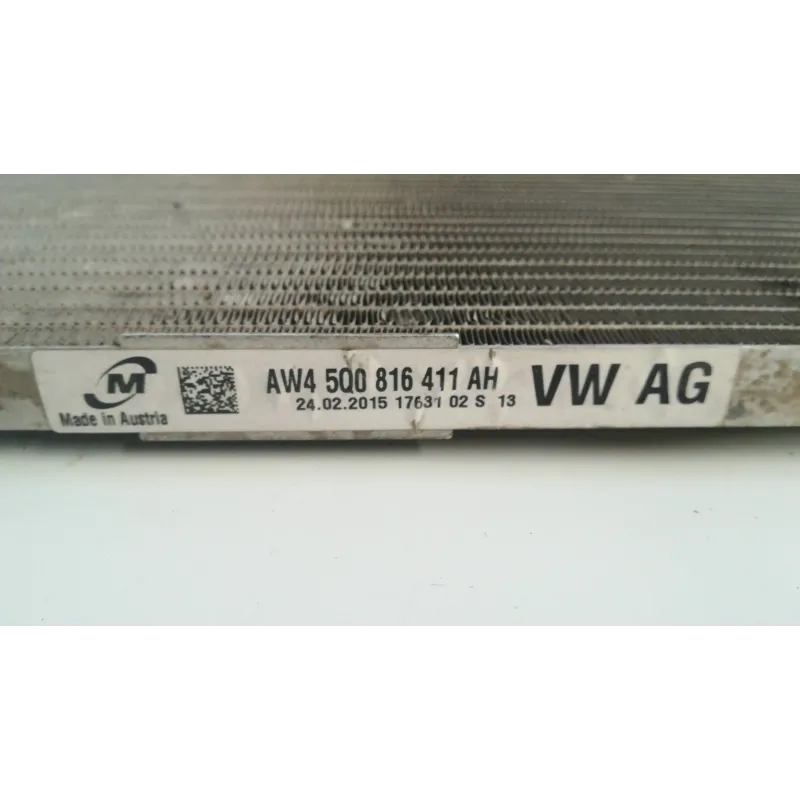 M
Made in Austria
AW4 5Q0 816 411 AH
24.02.2015 17631 02 S 13
VW AG